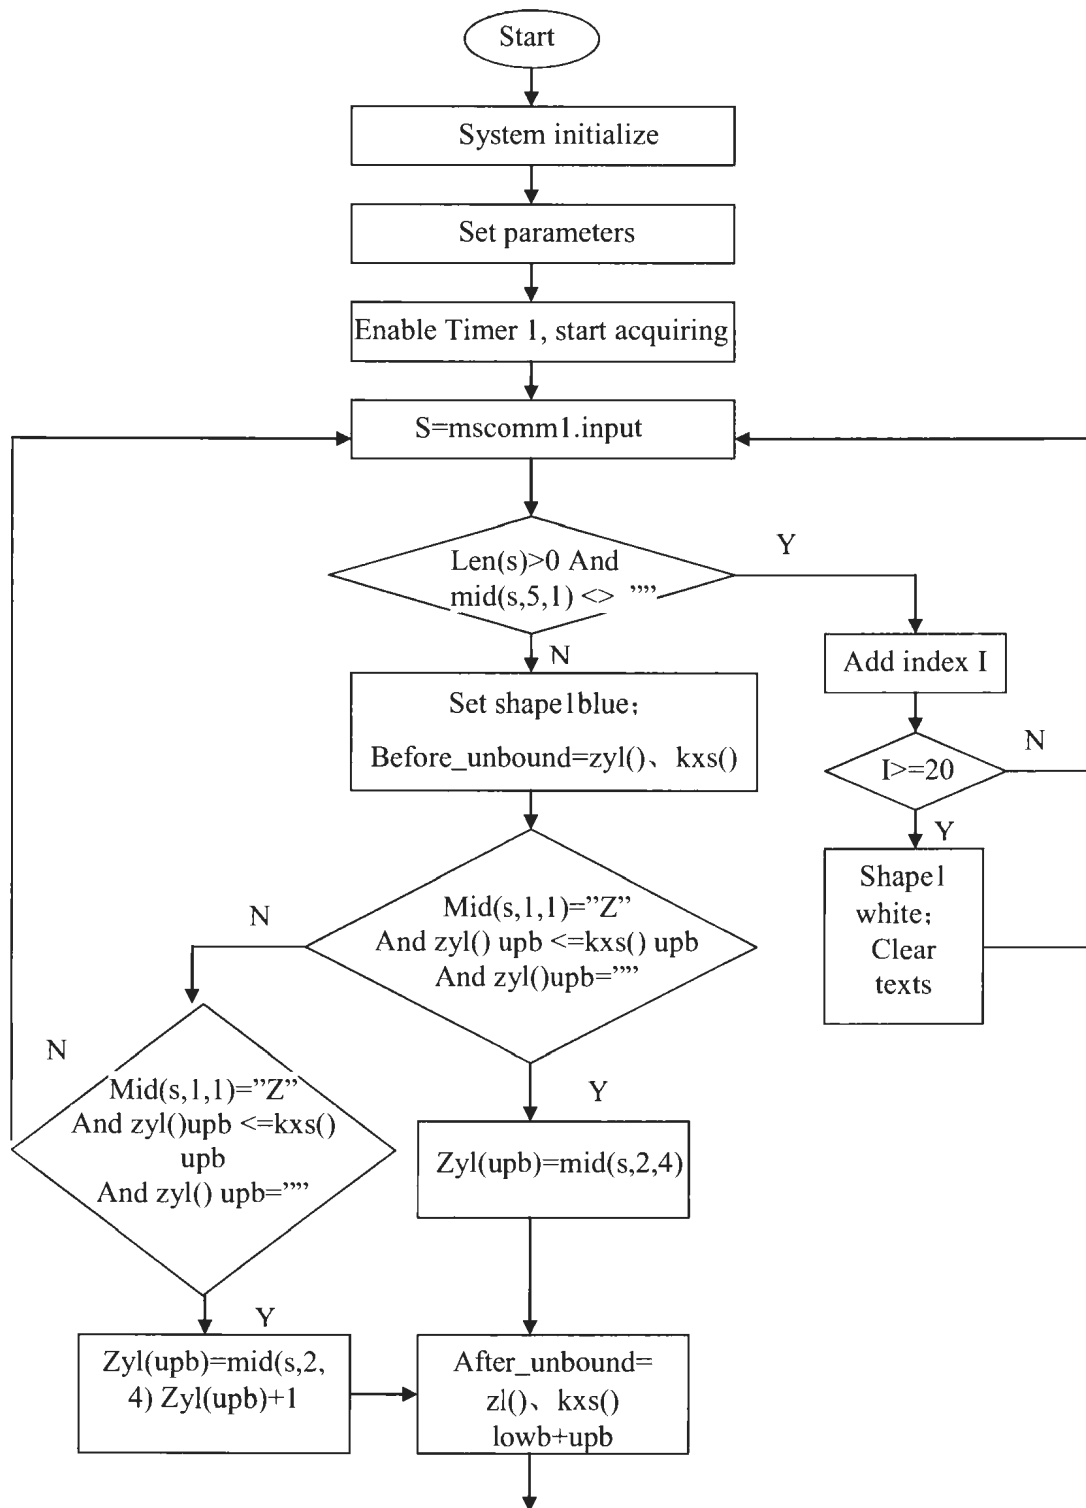 Start
System initialize
Set parameters
Enable Timer 1, start acquiring
S=mscomm1.input
Len(s)>0 And
mid(s,5,1) <> ””
Y
N
Add index I
Set shape1blue;
Before_unbound=zyl()、kxs()
I>=20
N
Y
Shape1
white;
Clear
texts
Mid(s,1,1)=”Z”
And zyl() upb <=kxs() upb
And zyl()upb=””
N
Y
Mid(s,1,1)=”Z”
And zyl()upb <=kxs()
upb
And zyl() upb=””
N
Y
Zyl(upb)=mid(s,2,4)
Zyl(upb)=mid(s,2,
4) Zyl(upb)+1
After_unbound=
zl()、kxs()
lowb+upb